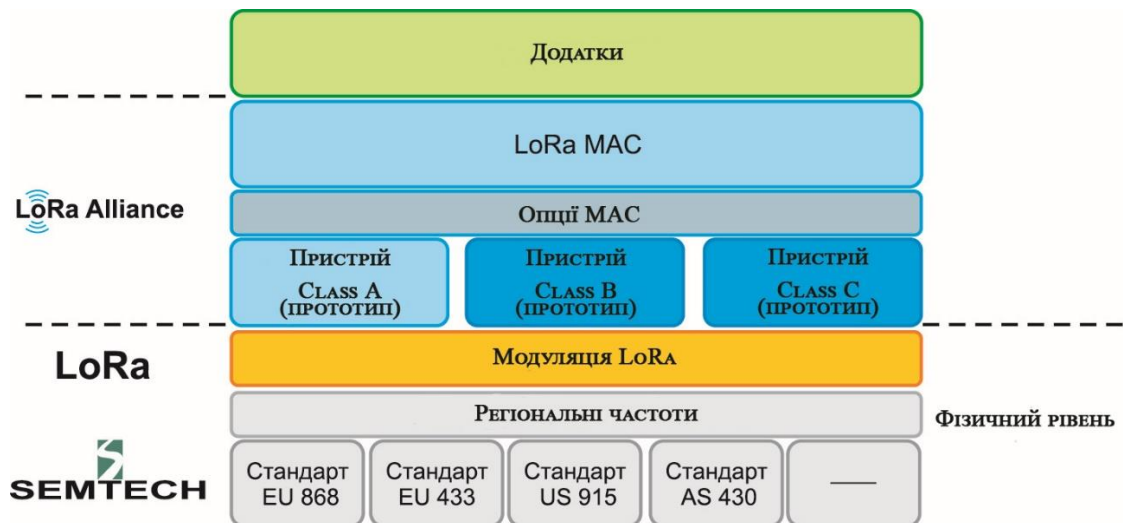 Додатки
LoRa MAC
LoRa Alliance
Опції MAC
Пристрій
Class A
(прототип)
Пристрій
Class B
(прототип)
Пристрій
Class C
(прототип)
LoRa
Модуляція LoRa
Регіональні частоти
Фізичний рівень
SEMTECH
Стандарт
EU 868
Стандарт
EU 433
Стандарт
US 915
Стандарт
AS 430